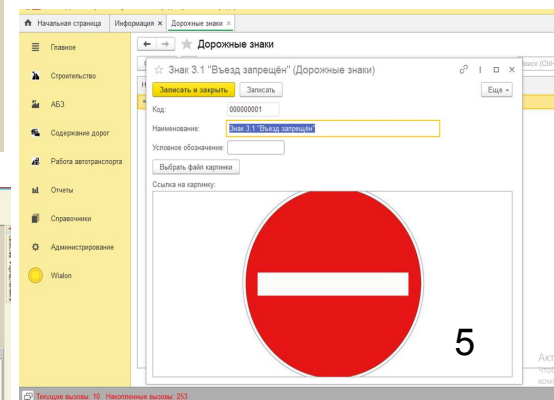 Начальная страница Информация × Дорожные знаки ×
Главное
Строительство
АБЗ
Содержание дорог
Работа автотранспорта
Отчеты
Справочники
Администрирование
Wialon
Дорожные знаки
Знак 3.1 "Въезд запрещён" (Дорожные знаки)
Записать и закрыть Записать Еще
Код: 000000001
Наименование: Знак 3.1 "Въезд запрещён"
Условное обозначение:
Выбрать файл картинки
Ссылка на картинку:
5
Текущие вызовы: 10 Накопленные вызовы: 253